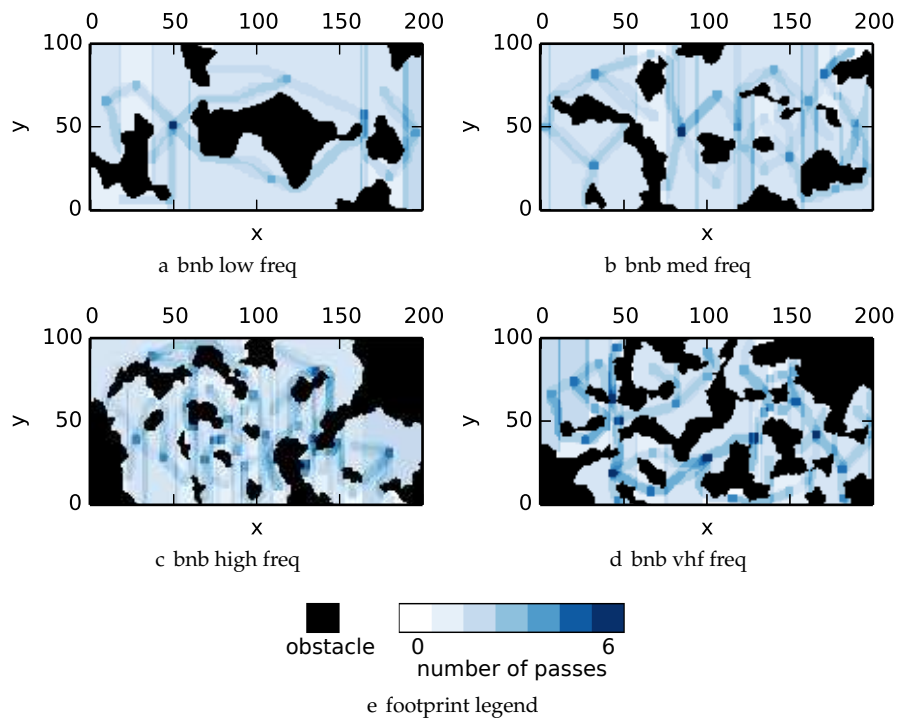 0 50 100 150 200 0 50 100 150 200
100 100
y 50 y 50
0 0
x x
a bnb low freq b bnb med freq
0 50 100 150 200 0 50 100 150 200
100 100
y 50 y 50
0 0
x x
c bnb high freq d bnb vhf freq
obstacle 0 6
number of passes
e footprint legend